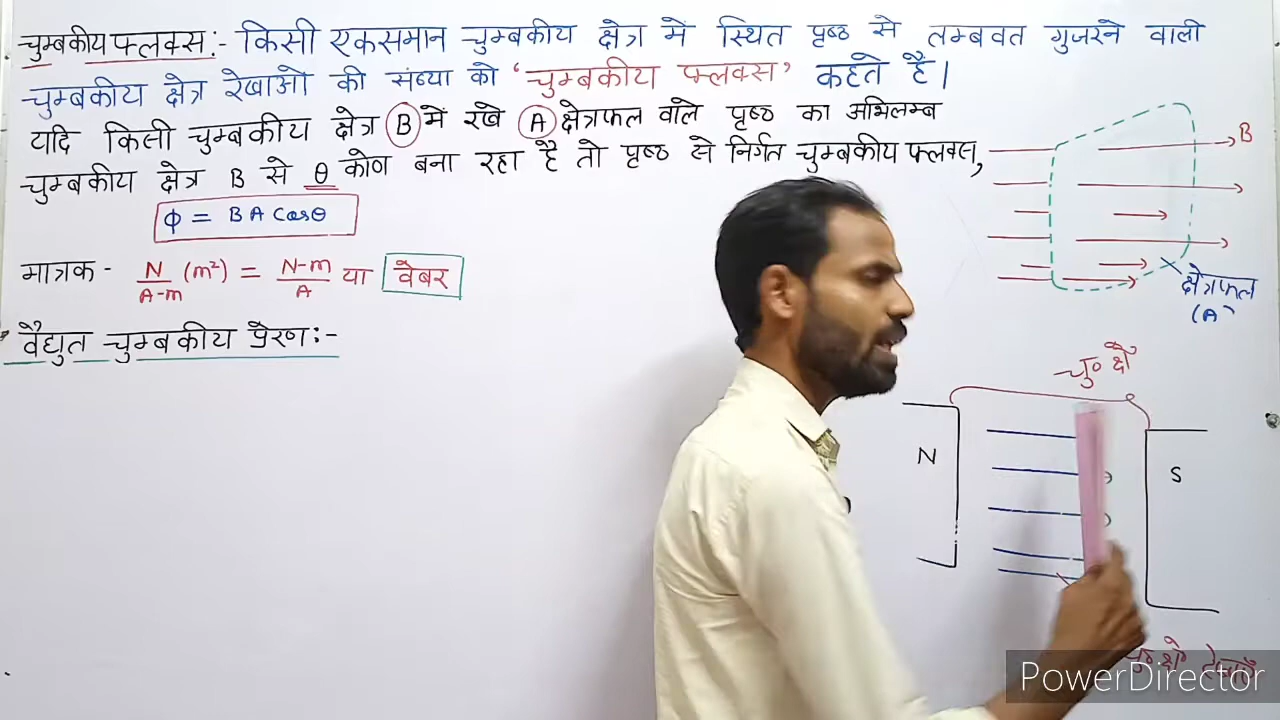 चुम्बकीय फ्लक्स:- किसी एकसमान चुम्बकीय क्षेत्र में स्थित पृष्ठ से लम्बवत गुजरने वाली
चुम्बकीय क्षेत्र रेखाओ की संख्या को 'चुम्बकीय फ्लक्स' कहते है।
यदि किसी चुम्बकीय क्षेत्र B में रखे A क्षेत्रफल वाले पृष्ठ का अभिलम्ब
चुम्बकीय क्षेत्र B से θ कोण बना रहा है तो पृष्ठ से निर्गत चुम्बकीय फ्लक्स,
ϕ = BA Cosθ
मात्रक - N/A-m (m²) = N-m/A या वेबर
वैद्युत चुम्बकीय प्रेरण:-
B
क्षेत्रफल
(A)
चु० क्षे
N
S
PowerDirector